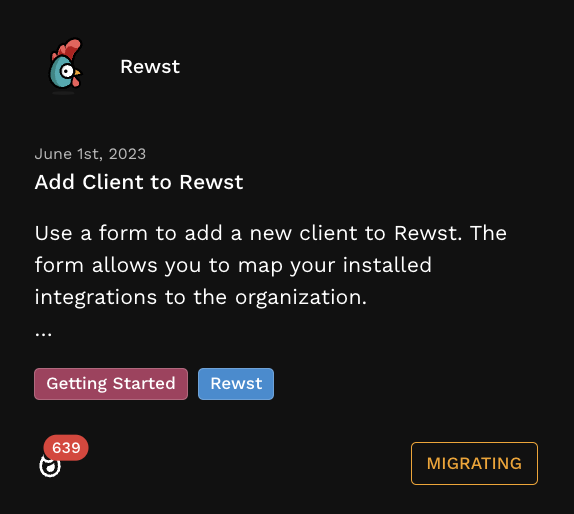 Rewst
June 1st, 2023
Add Client to Rewst
Use a form to add a new client to Rewst. The
form allows you to map your installed
integrations to the organization.
...
Getting Started Rewst
639
MIGRATING